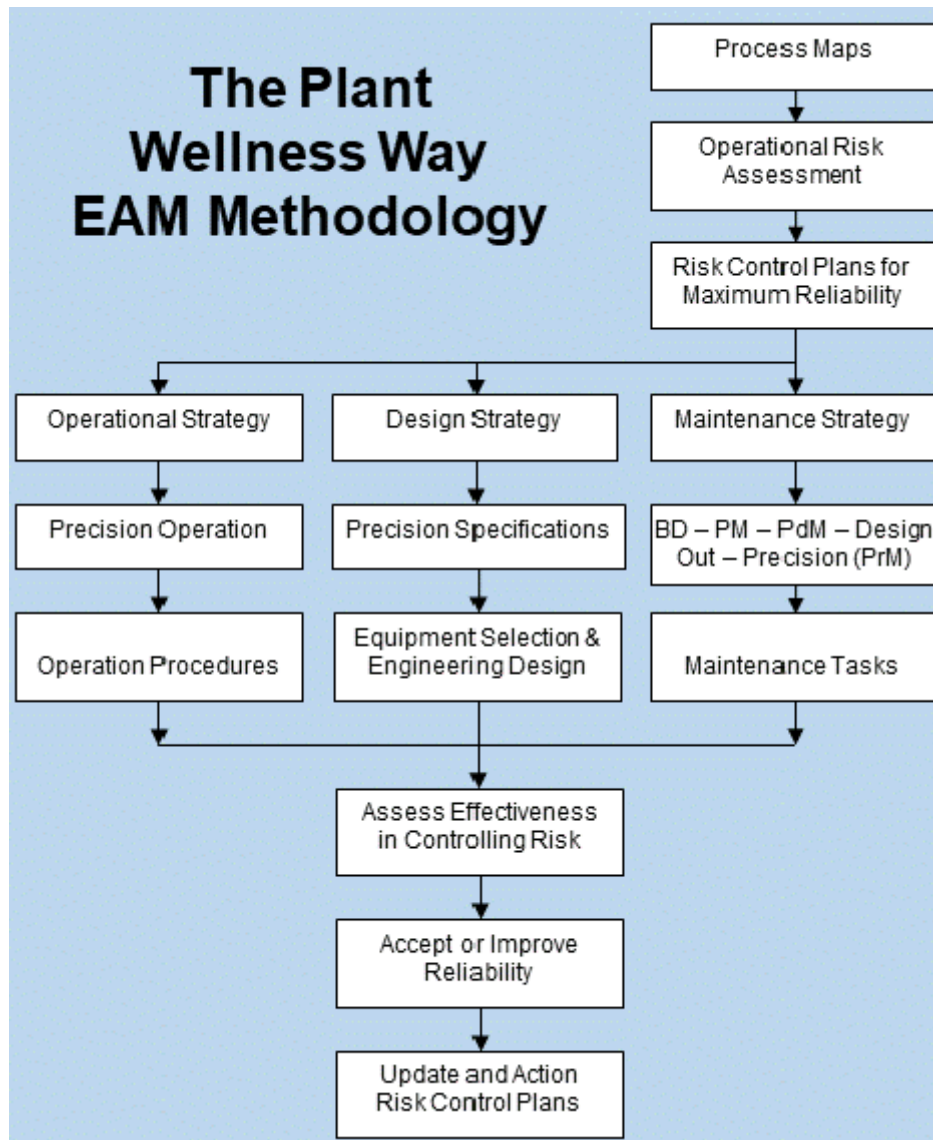 The Plant
Wellness Way
EAM Methodology
Process Maps
Operational Risk
Assessment
Risk Control Plans for
Maximum Reliability
Operational Strategy
Design Strategy
Maintenance Strategy
Precision Operation
Precision Specifications
BD – PM – PdM – Design
Out – Precision (PrM)
Operation Procedures
Equipment Selection &
Engineering Design
Maintenance Tasks
Assess Effectiveness
in Controlling Risk
Accept or Improve
Reliability
Update and Action
Risk Control Plans